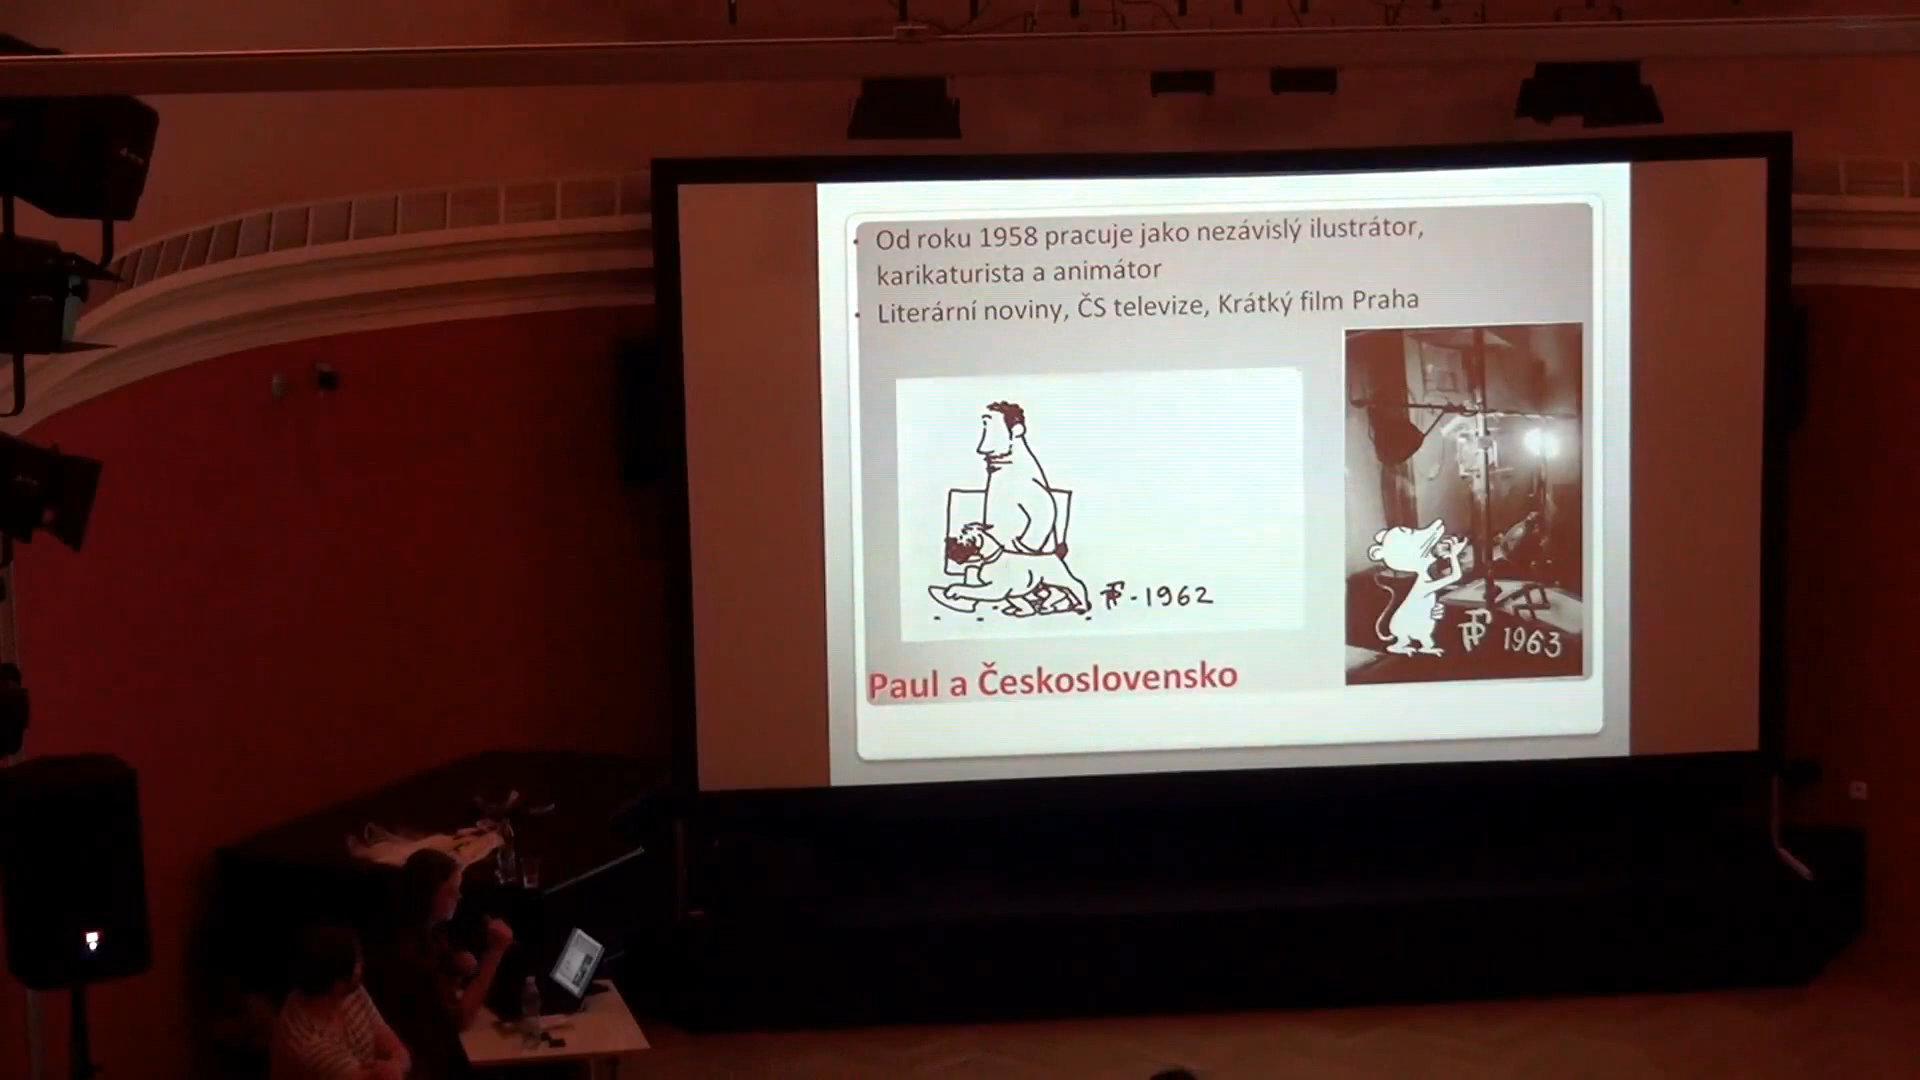 Od roku 1958 pracuje jako nezávislý ilustrátor,
karikaturista a animátor
Literární noviny, ČS televize, Krátký film Praha
- 1962
1963
Paul a Československo